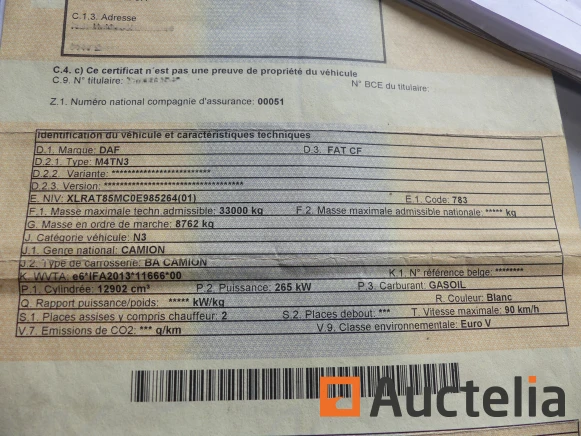 C.1.3. Adresse
C.4. c) Ce certificat n'est pas une preuve de propriété du véhicule
C.9. N° titulaire:
N° BCE du titulaire:
Z.1. Numéro national compagnie d'assurance: 00051
Identification du véhicule et caractéristiques techniques
D.1. Marque: DAF D.3. FAT CF
D.2.1. Type: M4TN3
D.2.2. Variante: ************************
D.2.3. Version: **********************************
E. NIV: XLRAT85MC0E985264(01) E.1. Code: 783
F.1. Masse maximale techn admissible: 33000 kg F.2. Masse maximale admissible nationale: ***** kg
G. Masse en ordre de marche: 8762 kg
J. Catégorie véhicule: N3
J.1. Genre national: CAMION
J.2. Type de carrosserie: BA CAMION
K. WVTA: e6*IFA2013*11666*00 K.1. N° référence belge: ********
P.1. Cylindrée: 12902 cm³ P.2. Puissance: 265 kW P.3. Carburant: GASOIL
Q. Rapport puissance/poids: ***** kW/kg R. Couleur: Blanc
S.1. Places assises y compris chauffeur: 2 S.2. Places debout: *** T. Vitesse maximale: 90 km/h
V.7. Emissions de CO2: *** g/km V.9. Classe environnementale: Euro V
Auctelia